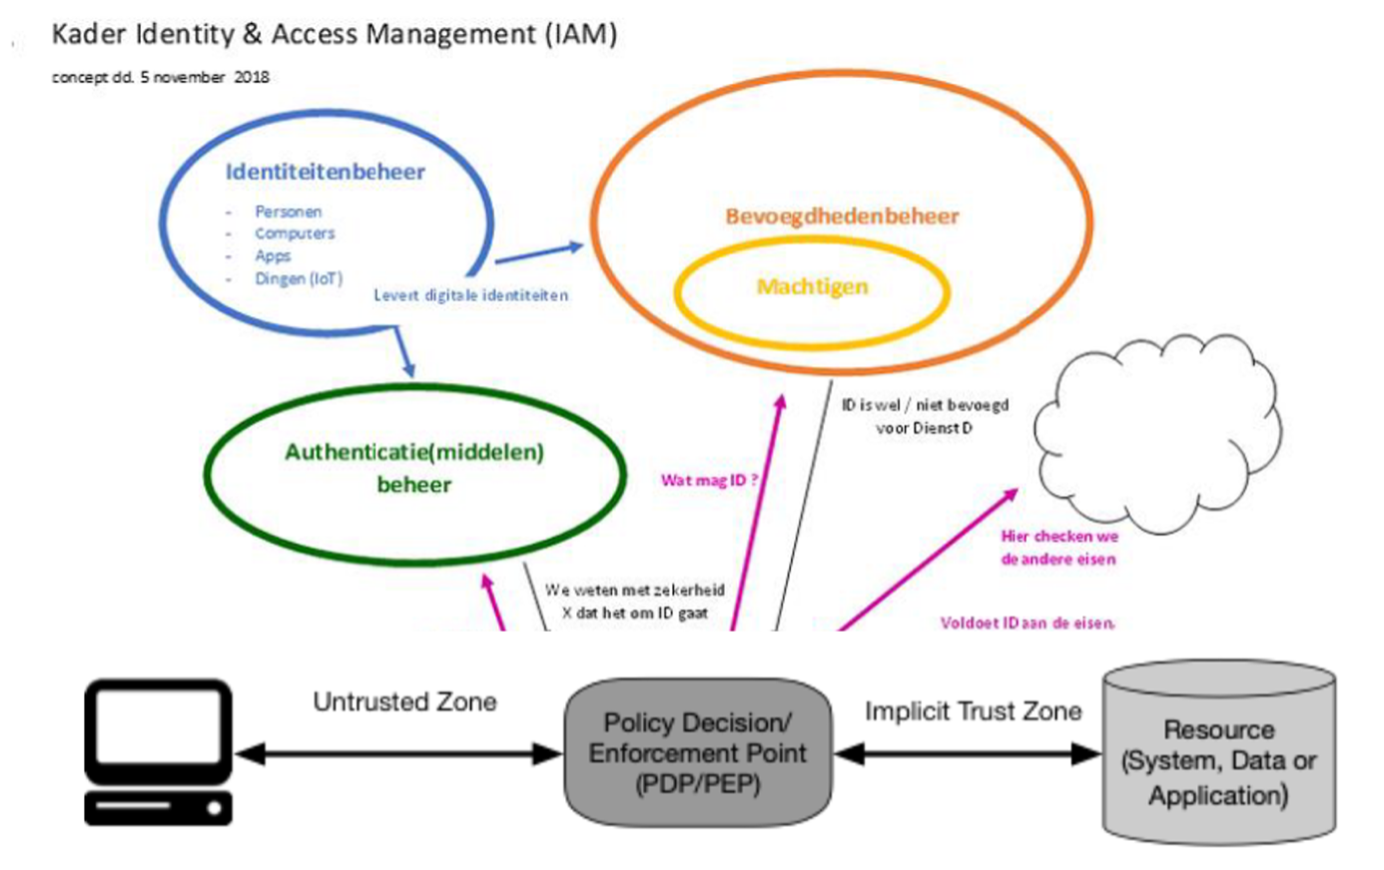 Kader Identity & Access Management (IAM)
concept dd. 5 november 2018
Identiteitenbeheer
- Personen
- Computers
- Apps
- Dingen (IoT)
Levert digitale identiteiten
Bevoegdhedenbeheer
Machtigen
Authenticatie(middelen)
beheer
ID is wel / niet bevoegd
voor Dienst D
Wat mag ID ?
Hier checken we
de andere eisen
We weten met zekerheid
X dat het om ID gaat
Voldoet ID aan de eisen,
Untrusted Zone
Policy Decision/
Enforcement Point
(PDP/PEP)
Implicit Trust Zone
Resource
(System, Data or
Application)